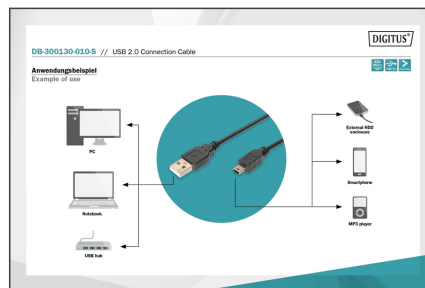 DIGITUS®
DB-300130-010-S // USB 2.0 Connection Cable
Anwendungsbeispiel
Example of use
PC
Notebook
USB hub
External HDD
enclosure
Smartphone
MP3 player